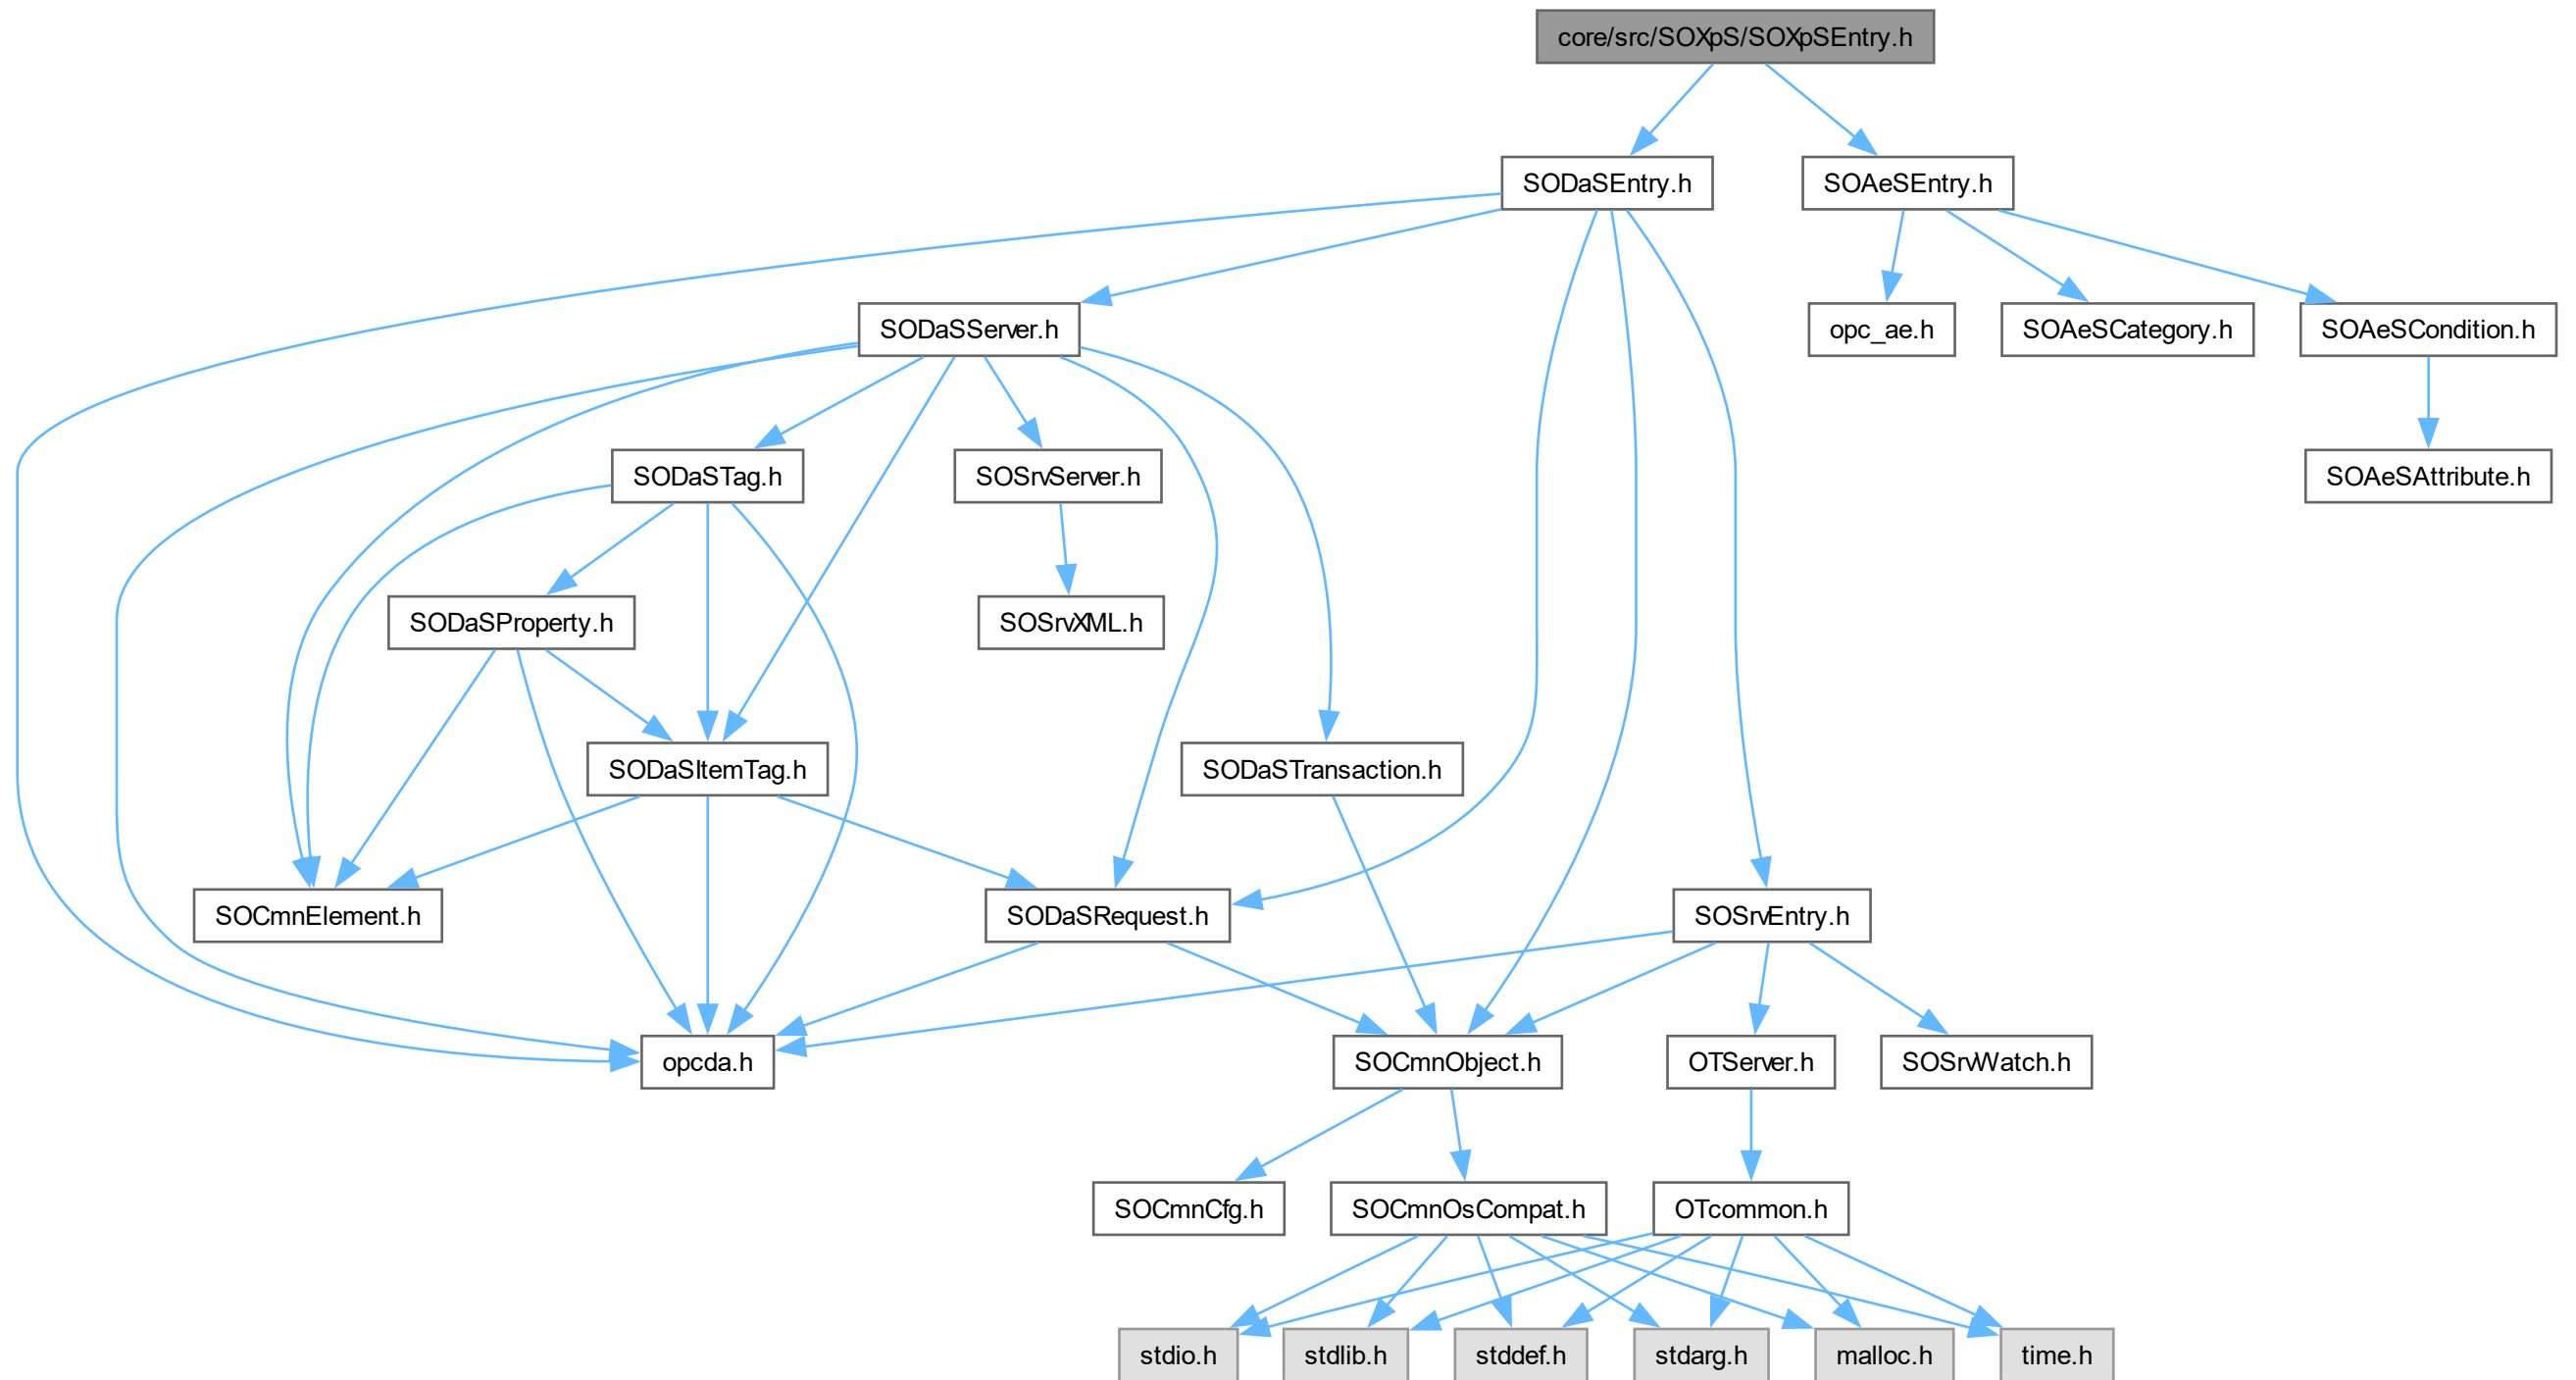 core/src/SOXpS/SOXpSEntry.h
SODaSEntry.h
SOAeSEntry.h
SODaSServer.h
opc_ae.h
SOAeSCategory.h
SOAeSCondition.h
SODaSTag.h
SOSrvServer.h
SOAeSAttribute.h
SODaSProperty.h
SOSrvXML.h
SODaSItemTag.h
SODaSTransaction.h
SOCmnElement.h
SODaSRequest.h
SOSrvEntry.h
opcda.h
SOCmnObject.h
OTServer.h
SOSrvWatch.h
SOCmnCfg.h
SOCmnOsCompat.h
OTcommon.h
stdio.h
stdlib.h
stddef.h
stdarg.h
malloc.h
time.h